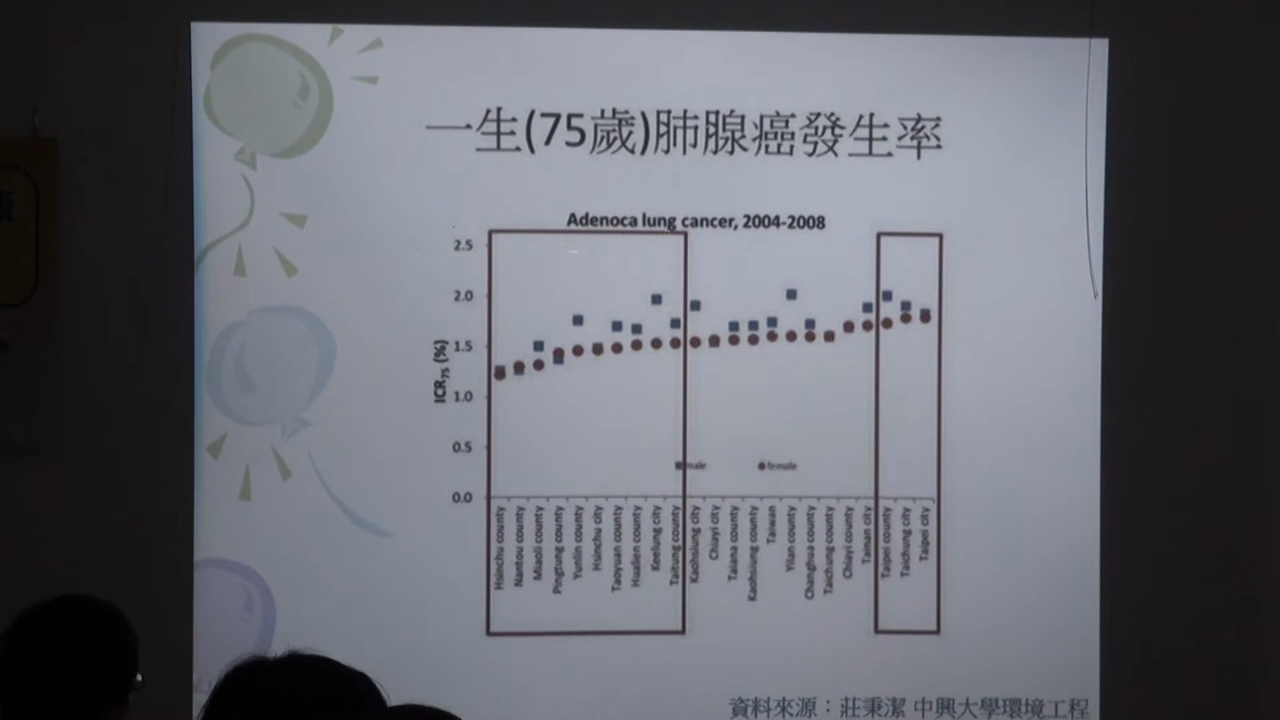 一生(75歲)肺腺癌發生率
Adenoca lung cancer, 2004-2008
2.5
2.0
1.5
1.0
0.5
0.0
ICR75 (%)
male
female
Hsinchu county
Nantou county
Miaoli county
Pingtung county
Yunlin county
Hsinchu city
Taoyuan county
Hualien county
Keelung city
Taitung county
Kaohsiung city
Chiayi city
Taiana county
Kaohsiung county
Taiwan
Yilan county
Changhua county
Taichung county
Chiayi county
Tainan city
Taipei county
Taichung city
Taipei city
資料來源：莊秉潔 中興大學環境工程